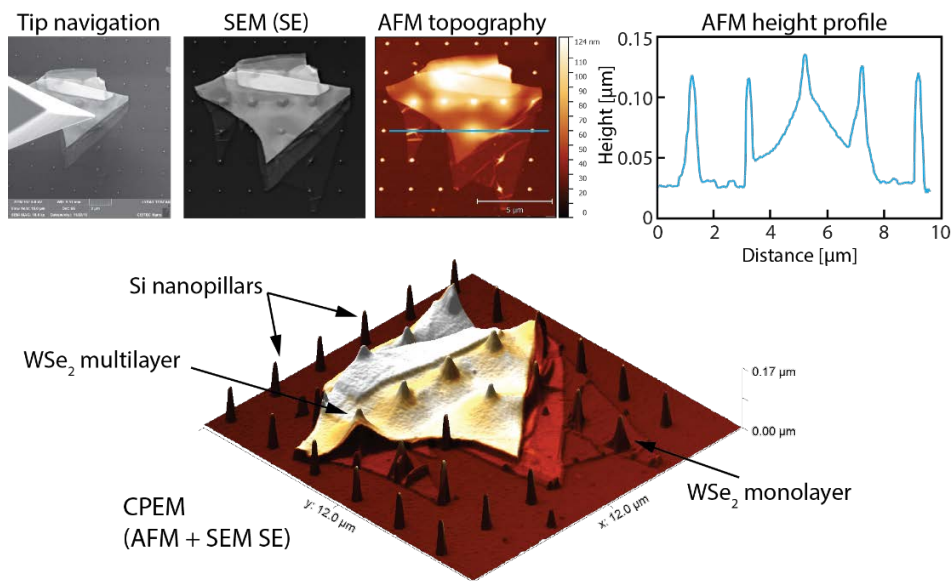 Tip navigation
SEM (SE)
AFM topography
AFM height profile
124 nm
110
100
90
80
70
60
50
40
30
20
10
0
5 µm
0.15
0.10
0.05
0
Height [µm]
0 2 4 6 8 10
Distance [µm]
Si nanopillars
WSe₂ multilayer
0.17 µm
0.00 µm
WSe₂ monolayer
y: 12.0 µm
x: 12.0 µm
CPEM
(AFM + SEM SE)